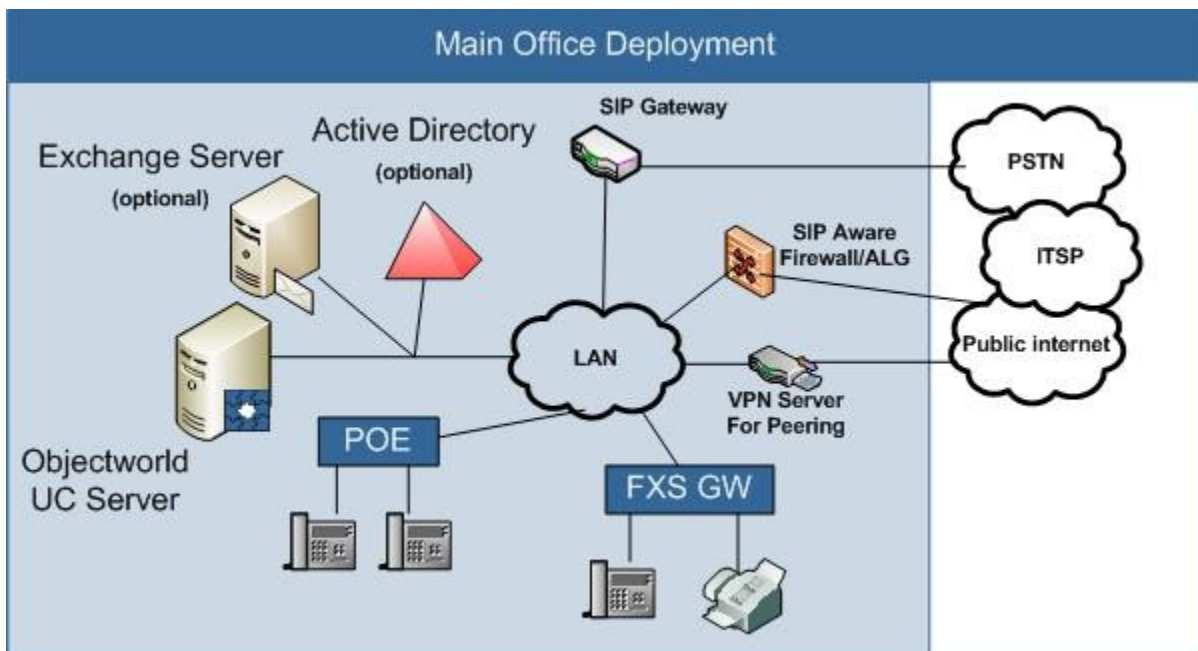 Main Office Deployment
SIP Gateway
Active Directory
(optional)
Exchange Server
(optional)
PSTN
SIP Aware
Firewall/ALG
ITSP
LAN
Public internet
VPN Server
For Peering
POE
Objectworld
UC Server
FXS GW